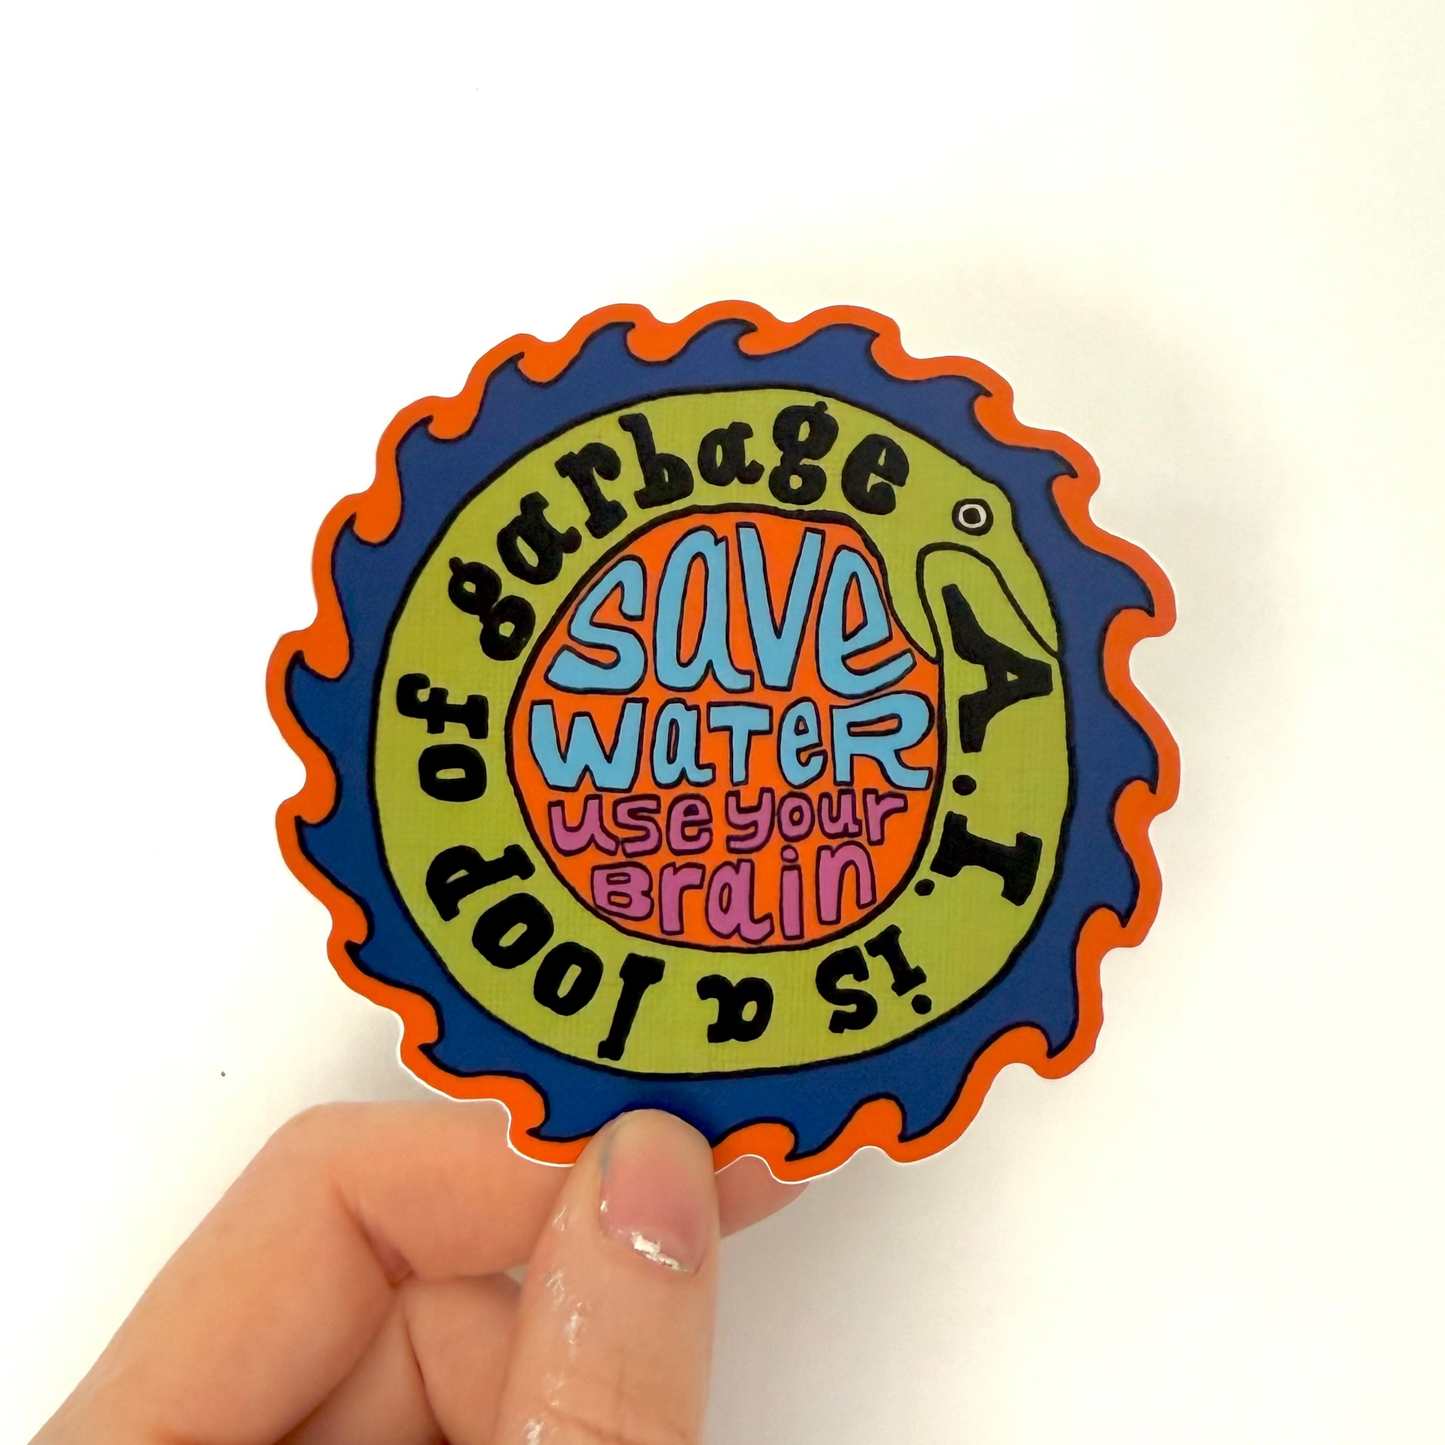 A.I. is a loop of garbage
save
water
use your
Brain